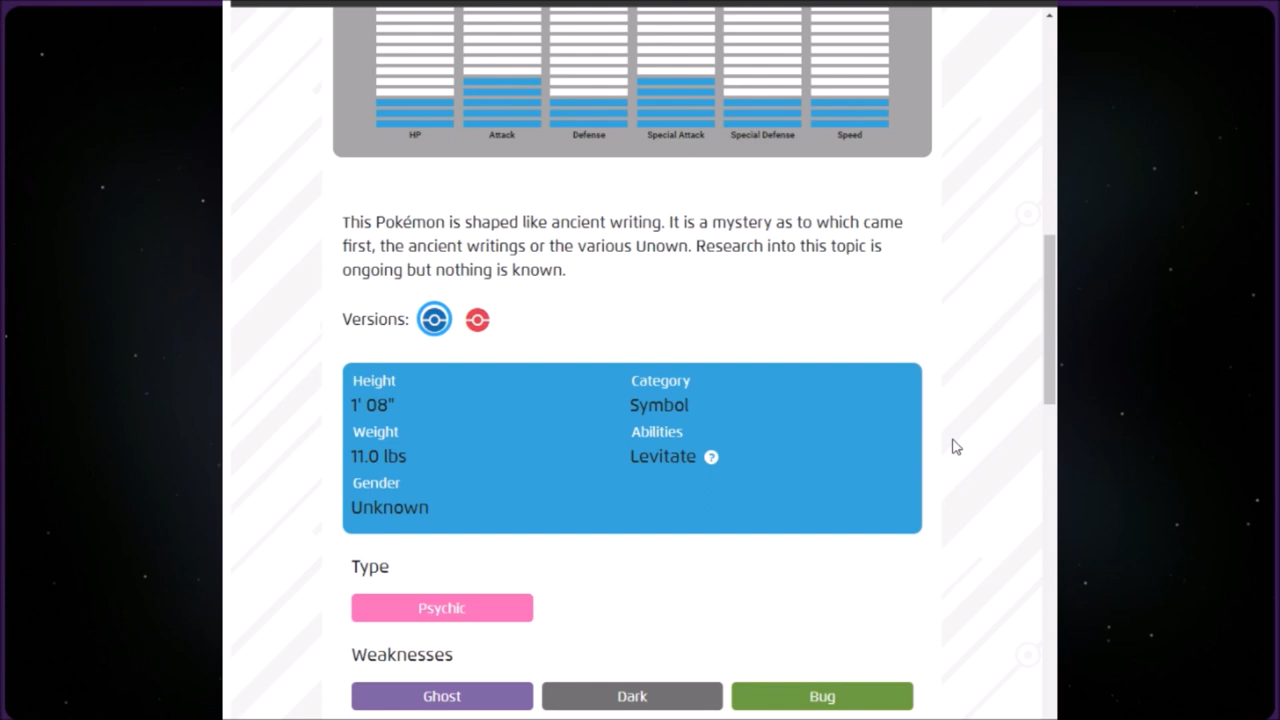 HP Attack Defense Special Attack Special Defense Speed
This Pokémon is shaped like ancient writing. It is a mystery as to which came
first, the ancient writings or the various Unown. Research into this topic is
ongoing but nothing is known.
Versions:
Height
1' 08"
Weight
11.0 lbs
Gender
Unknown
Category
Symbol
Abilities
Levitate ?
Type
Psychic
Weaknesses
Ghost Dark Bug